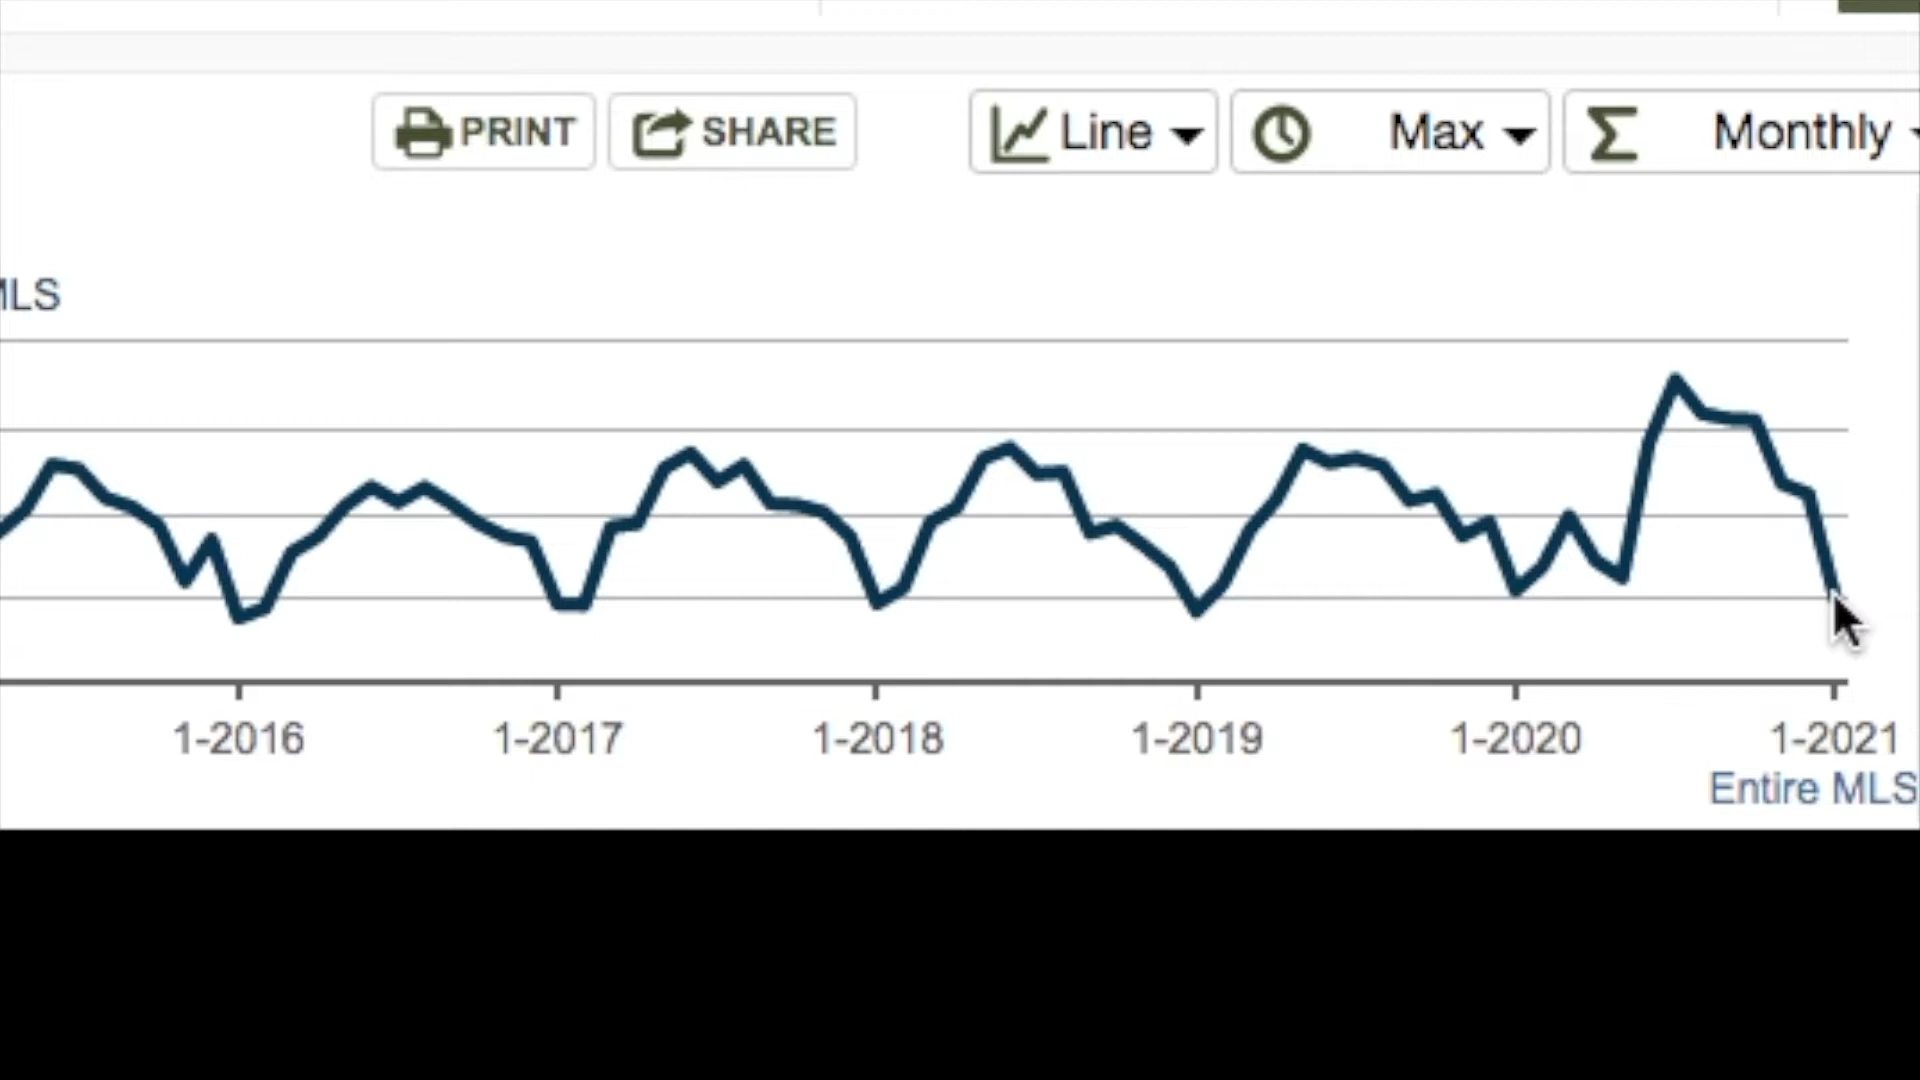 PRINT SHARE Line Max Monthly
MLS
1-2016 1-2017 1-2018 1-2019 1-2020 1-2021
Entire MLS